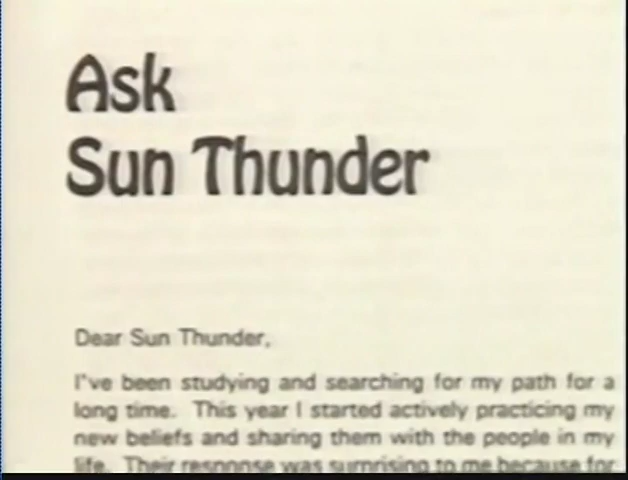 Ask
Sun Thunder
Dear Sun Thunder,
I've been studying and searching for my path for a
long time. This year I started actively practicing my
new beliefs and sharing them with the people in my
life. Their response was surprising to me because for